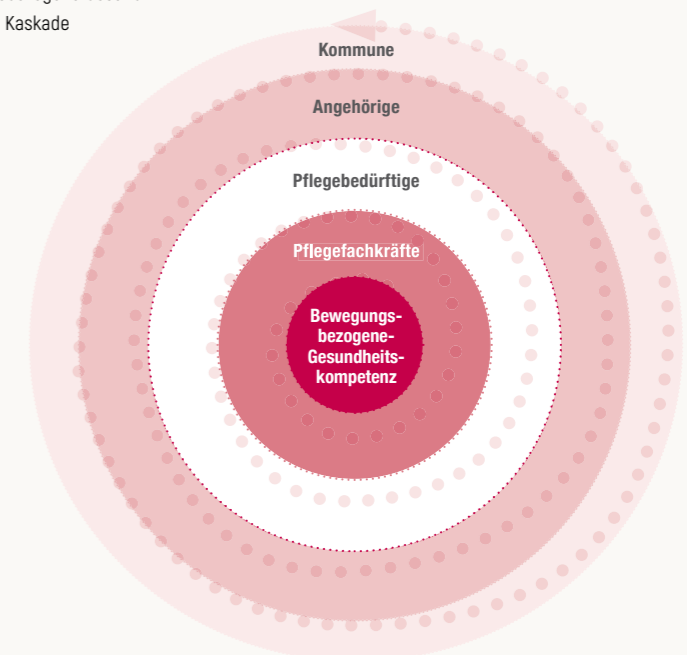 Kaskade
Kommune
Angehörige
Pflegebedürftige
Pflegefachkräfte
Bewegungs-
bezogene-
Gesundheits-
kompetenz